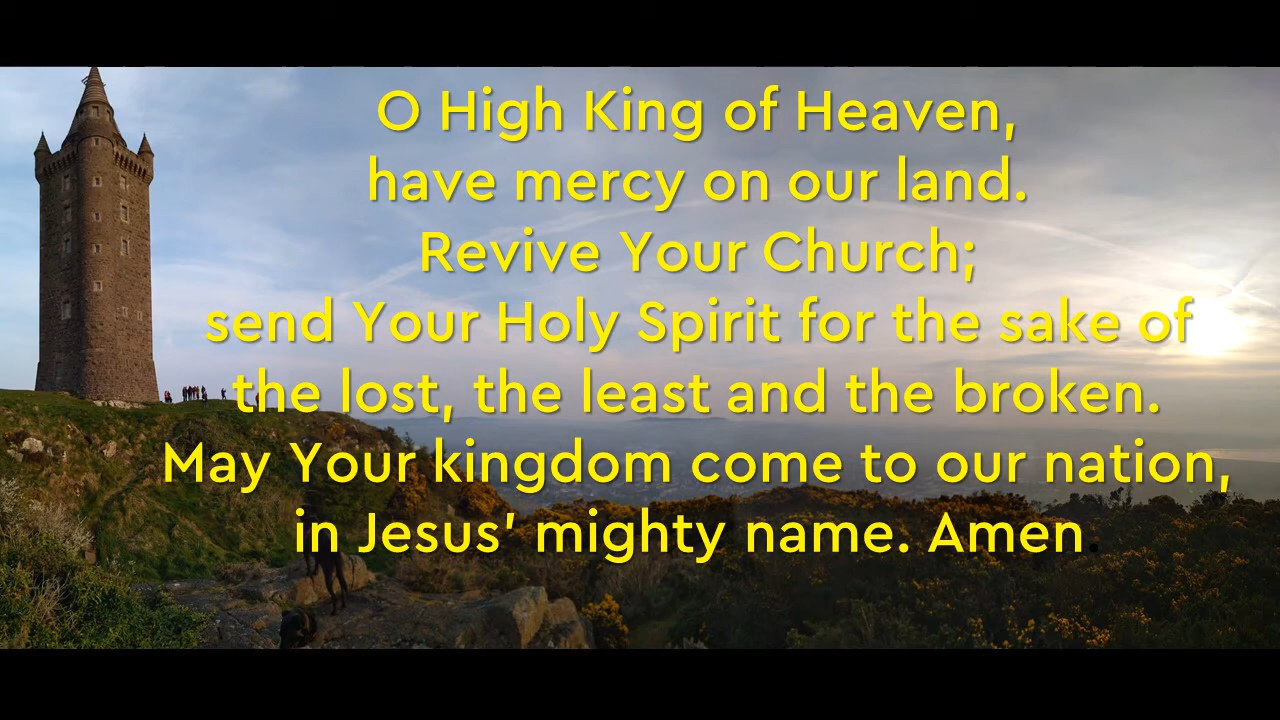 O High King of Heaven,
have mercy on our land.
Revive Your Church;
send Your Holy Spirit for the sake of
the lost, the least and the broken.
May Your kingdom come to our nation,
in Jesus’ mighty name. Amen.